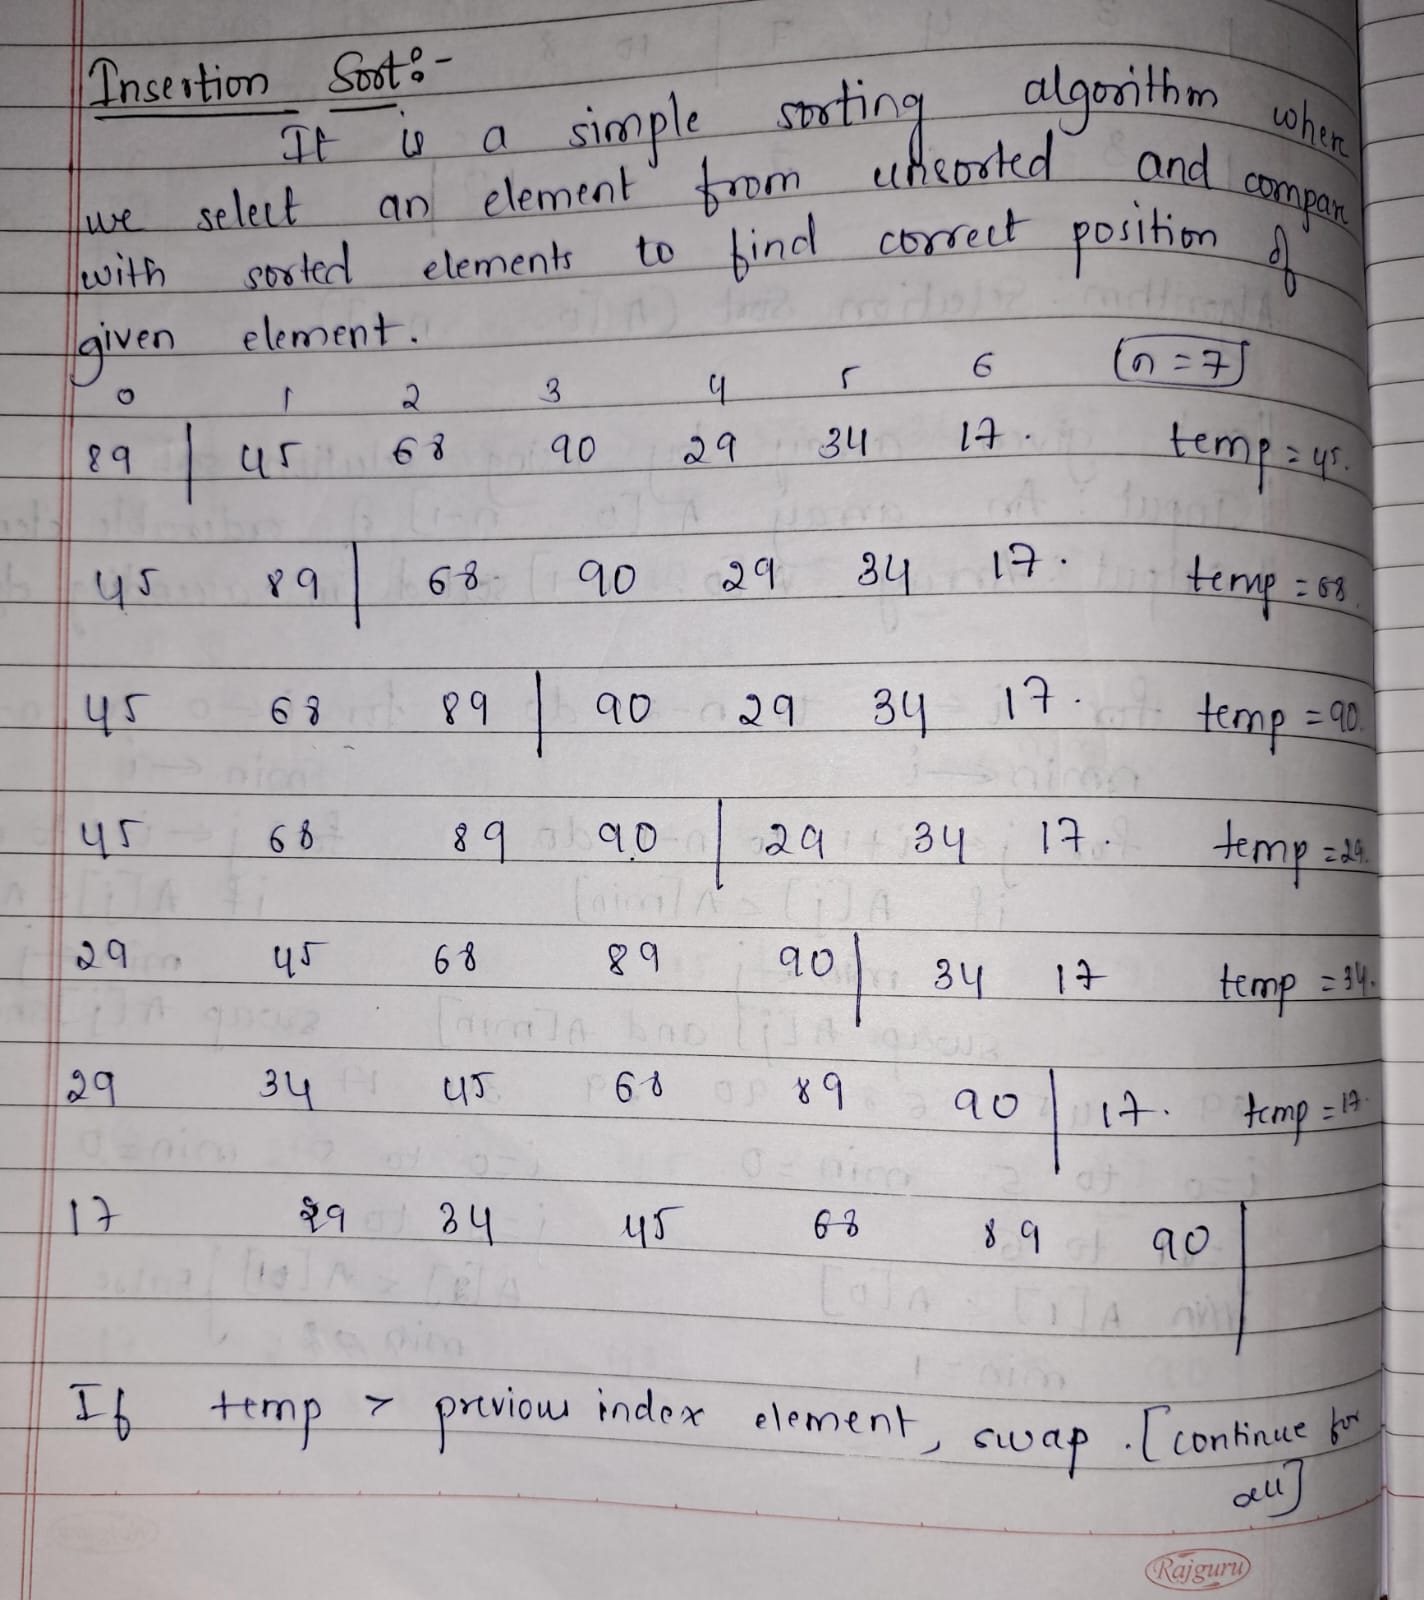 Insertion Sort :-
It is a simple sorting algorithm where
we select an element from unsorted and compare
with sorted elements to find correct position of
given element.
0 1 2 3 4 5 6 (n=7)
89 | 45 68 90 29 34 17. temp = 45.
45 89 | 68 90 29 34 17. temp = 68.
45 68 89 | 90 29 34 17. temp = 90.
45 68 89 90 | 29 34 17. temp = 29.
29 45 68 89 90 | 34 17 temp = 34.
29 34 45 68 89 90 | 17. temp = 17.
17 29 34 45 68 89 90 |
If temp > previous index element, swap. [continue for
all]
Rajguru